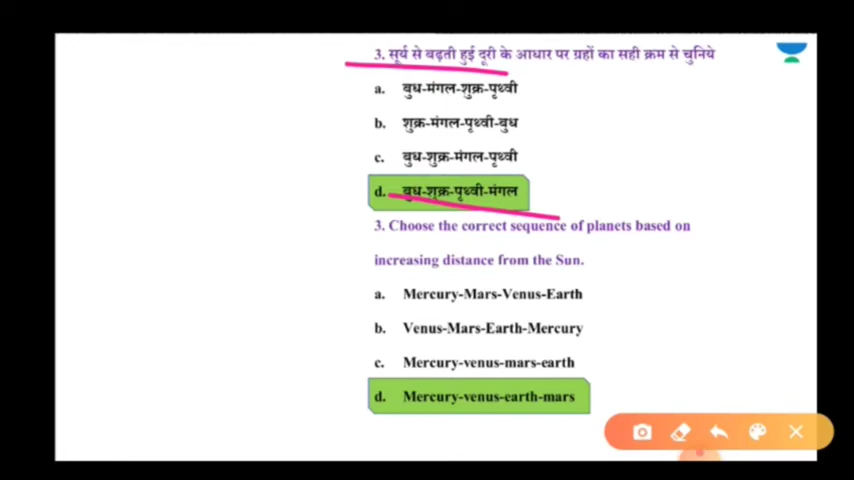 3. सूर्य से बढ़ती हुई दूरी के आधार पर ग्रहों का सही क्रम से चुनिये
a. बुध-मंगल-शुक्र-पृथ्वी
b. शुक्र-मंगल-पृथ्वी-बुध
c. बुध-शुक्र-मंगल-पृथ्वी
d. बुध-शुक्र-पृथ्वी-मंगल
3. Choose the correct sequence of planets based on
increasing distance from the Sun.
a. Mercury-Mars-Venus-Earth
b. Venus-Mars-Earth-Mercury
c. Mercury-venus-mars-earth
d. Mercury-venus-earth-mars